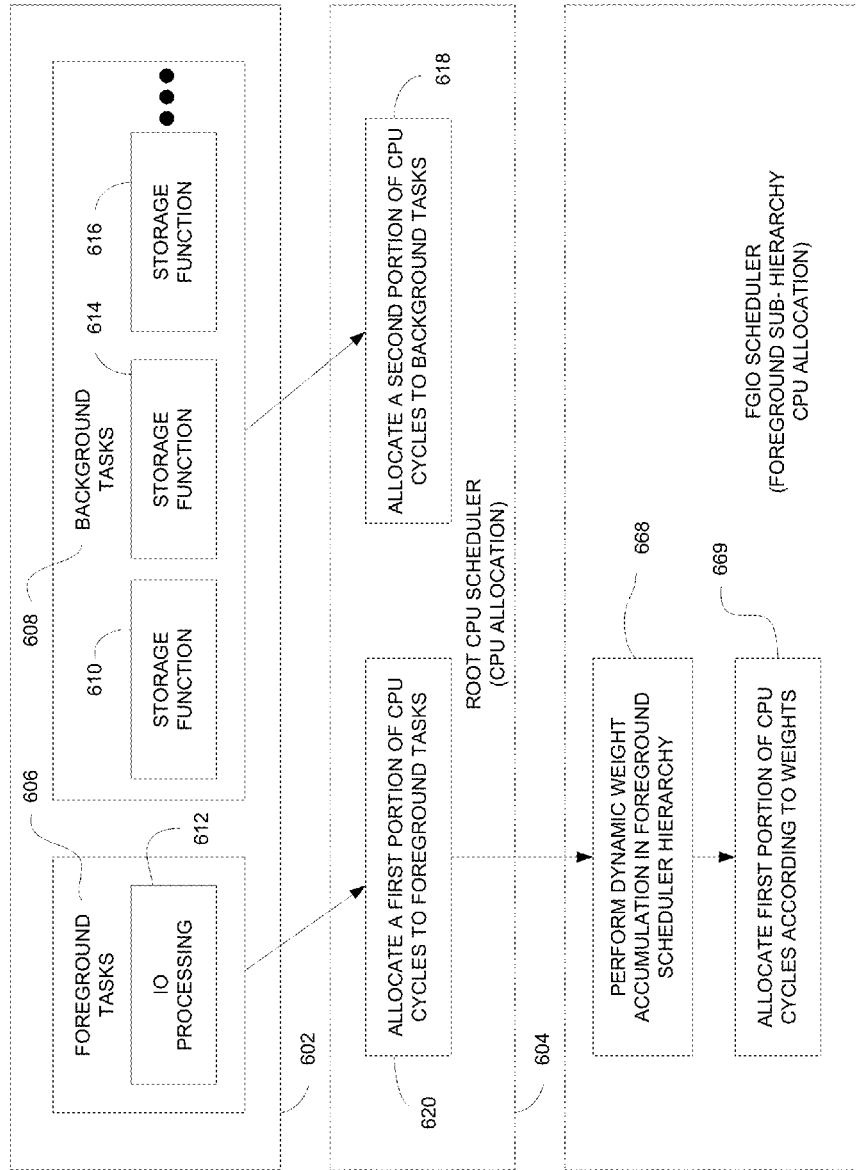 606
FOREGROUND
TASKS
612
IO
PROCESSING
602
608
BACKGROUND
TASKS
610
STORAGE
FUNCTION
614
STORAGE
FUNCTION
616
STORAGE
FUNCTION
ALLOCATE A FIRST PORTION OF CPU
CYCLES TO FOREGROUND TASKS
620
ALLOCATE A SECOND PORTION OF CPU
CYCLES TO BACKGROUND TASKS
618
ROOT CPU SCHEDULER
(CPU ALLOCATION)
604
PERFORM DYNAMIC WEIGHT
ACCUMULATION IN FOREGROUND
SCHEDULER HIERARCHY
668
ALLOCATE FIRST PORTION OF CPU
CYCLES ACCORDING TO WEIGHTS
669
FGIO SCHEDULER
(FOREGROUND SUB- HIERARCHY
CPU ALLOCATION)